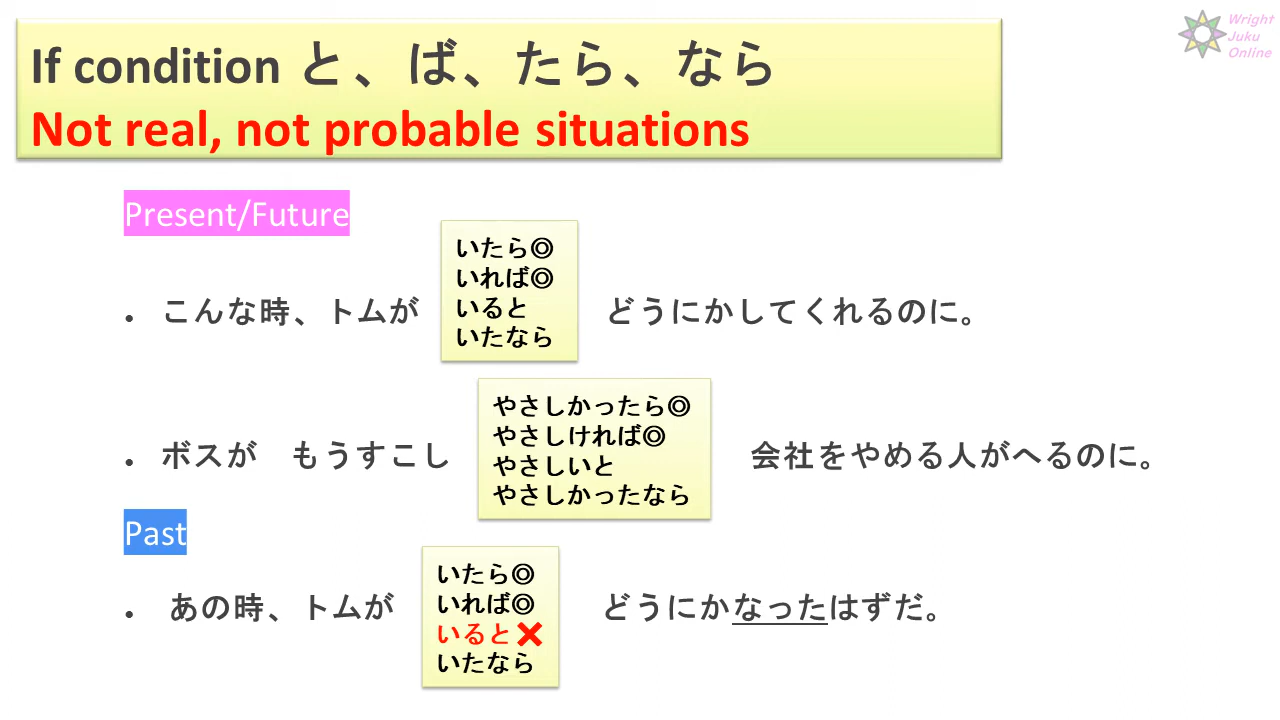 If condition と、ば、たら、なら
Not real, not probable situations
Wright
Juku
Online
Present/Future
. こんな時、トムが
いたら◎
いれば◎
いると
いたなら
どうにかしてくれるのに。
. ボスが　もうすこし
やさしかったら◎
やさしければ◎
やさしいと
やさしかったなら
会社をやめる人がへるのに。
Past
. あの時、トムが
いたら◎
いれば◎
いると❌
いたなら
どうにかなったはずだ。